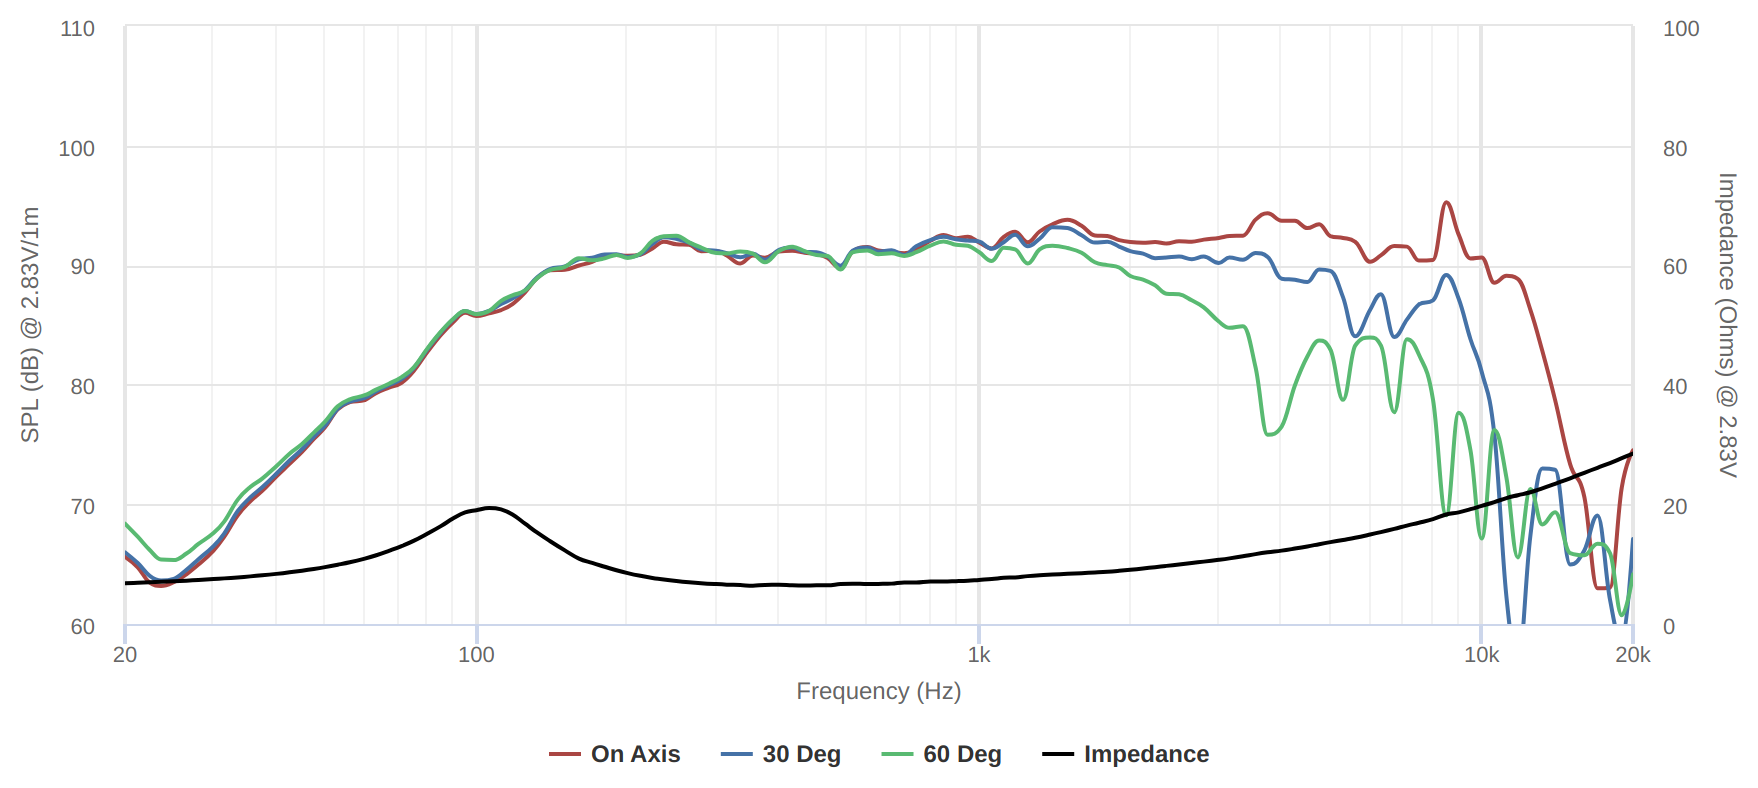 110
100
90
80
70
60
SPL (dB) @ 2.83V/1m
100
80
60
40
20
0
Impedance (Ohms) @ 2.83V
20
100
1k
10k
20k
Frequency (Hz)
On Axis
30 Deg
60 Deg
Impedance